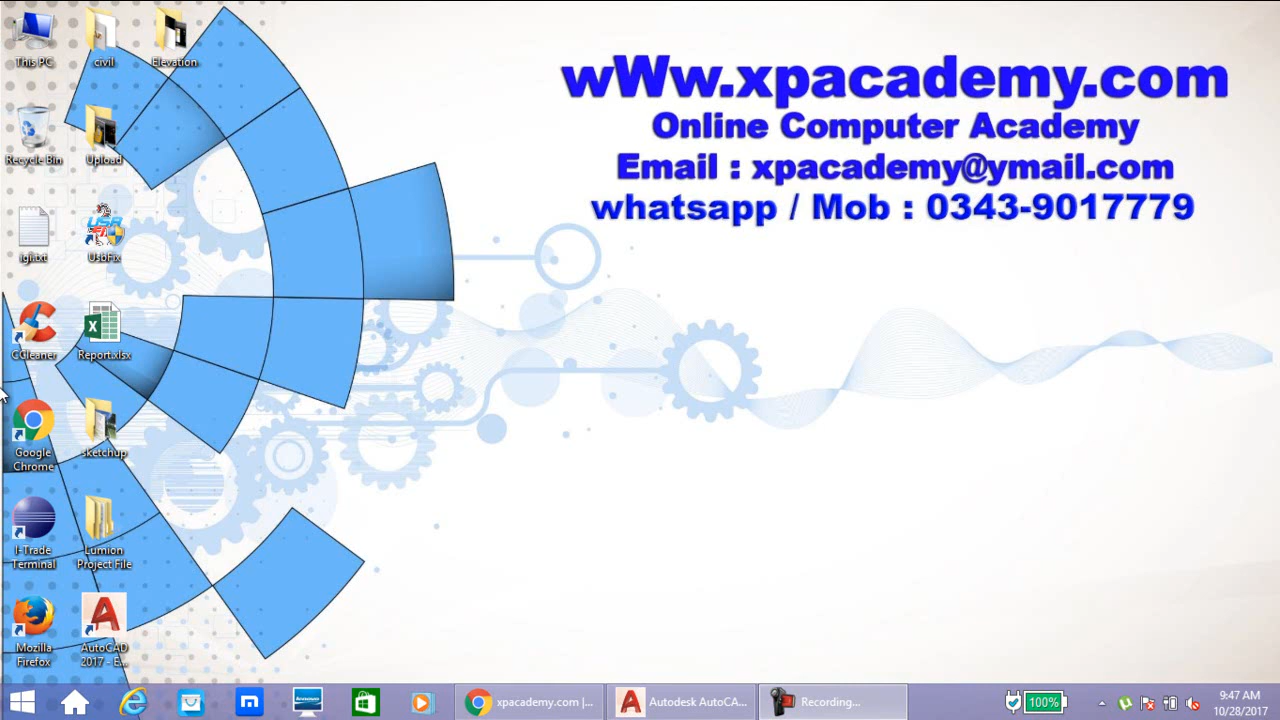 wWw.xpacademy.com
Online Computer Academy
Email : xpacademy@ymail.com
whatsapp / Mob : 0343-9017779
This PC
civil
Elevation
Recycle Bin
Upload
igi.txt
UsbFix
CCleaner
Report.xlsx
Google
Chrome
sketchup
I-Trade
Terminal
Lumion
Project File
Mozilla
Firefox
AutoCAD
2017 - E...
xpacademy.com |...
Autodesk AutoCA...
Recording...
100%
9:47 AM
10/28/2017